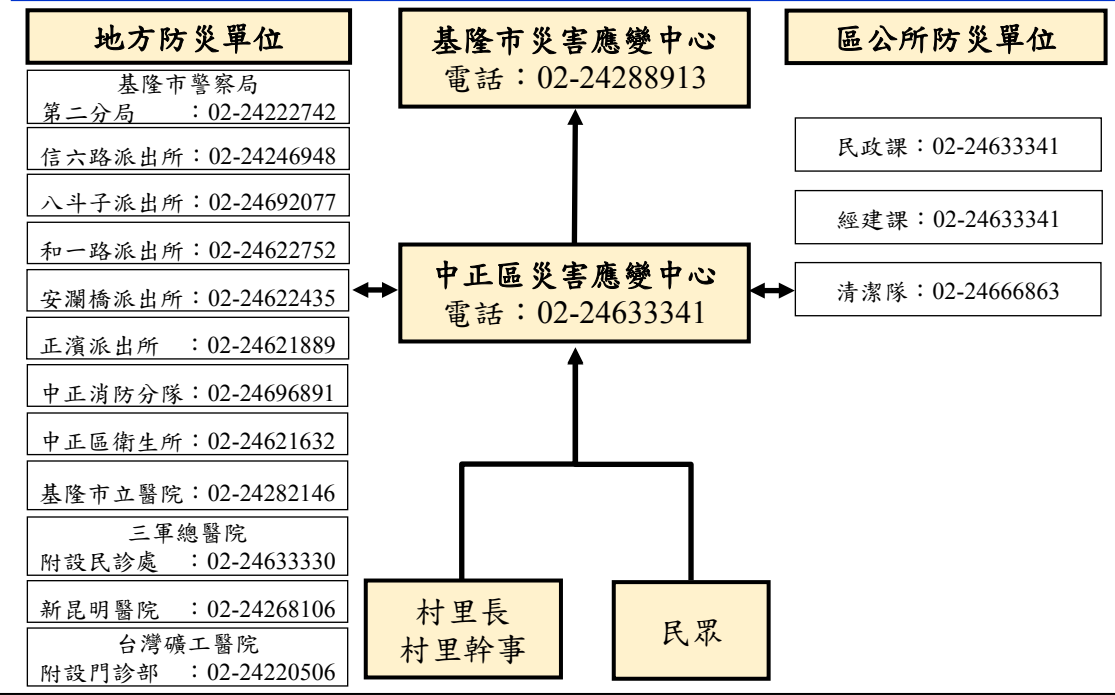 地方防災單位
基隆市警察局
第二分局　　：02-24222742
信六路派出所：02-24246948
八斗子派出所：02-24692077
和一路派出所：02-24622752
安瀾橋派出所：02-24622435
正濱派出所　：02-24621889
中正消防分隊：02-24696891
中正區衛生所：02-24621632
基隆市立醫院：02-24282146
三軍總醫院
附設民診處　：02-24633330
新昆明醫院　：02-24268106
台灣礦工醫院
附設門診部　：02-24220506
基隆市災害應變中心
電話：02-24288913
中正區災害應變中心
電話：02-24633341
村里長
村里幹事
民眾
區公所防災單位
民政課：02-24633341
經建課：02-24633341
清潔隊：02-24666863